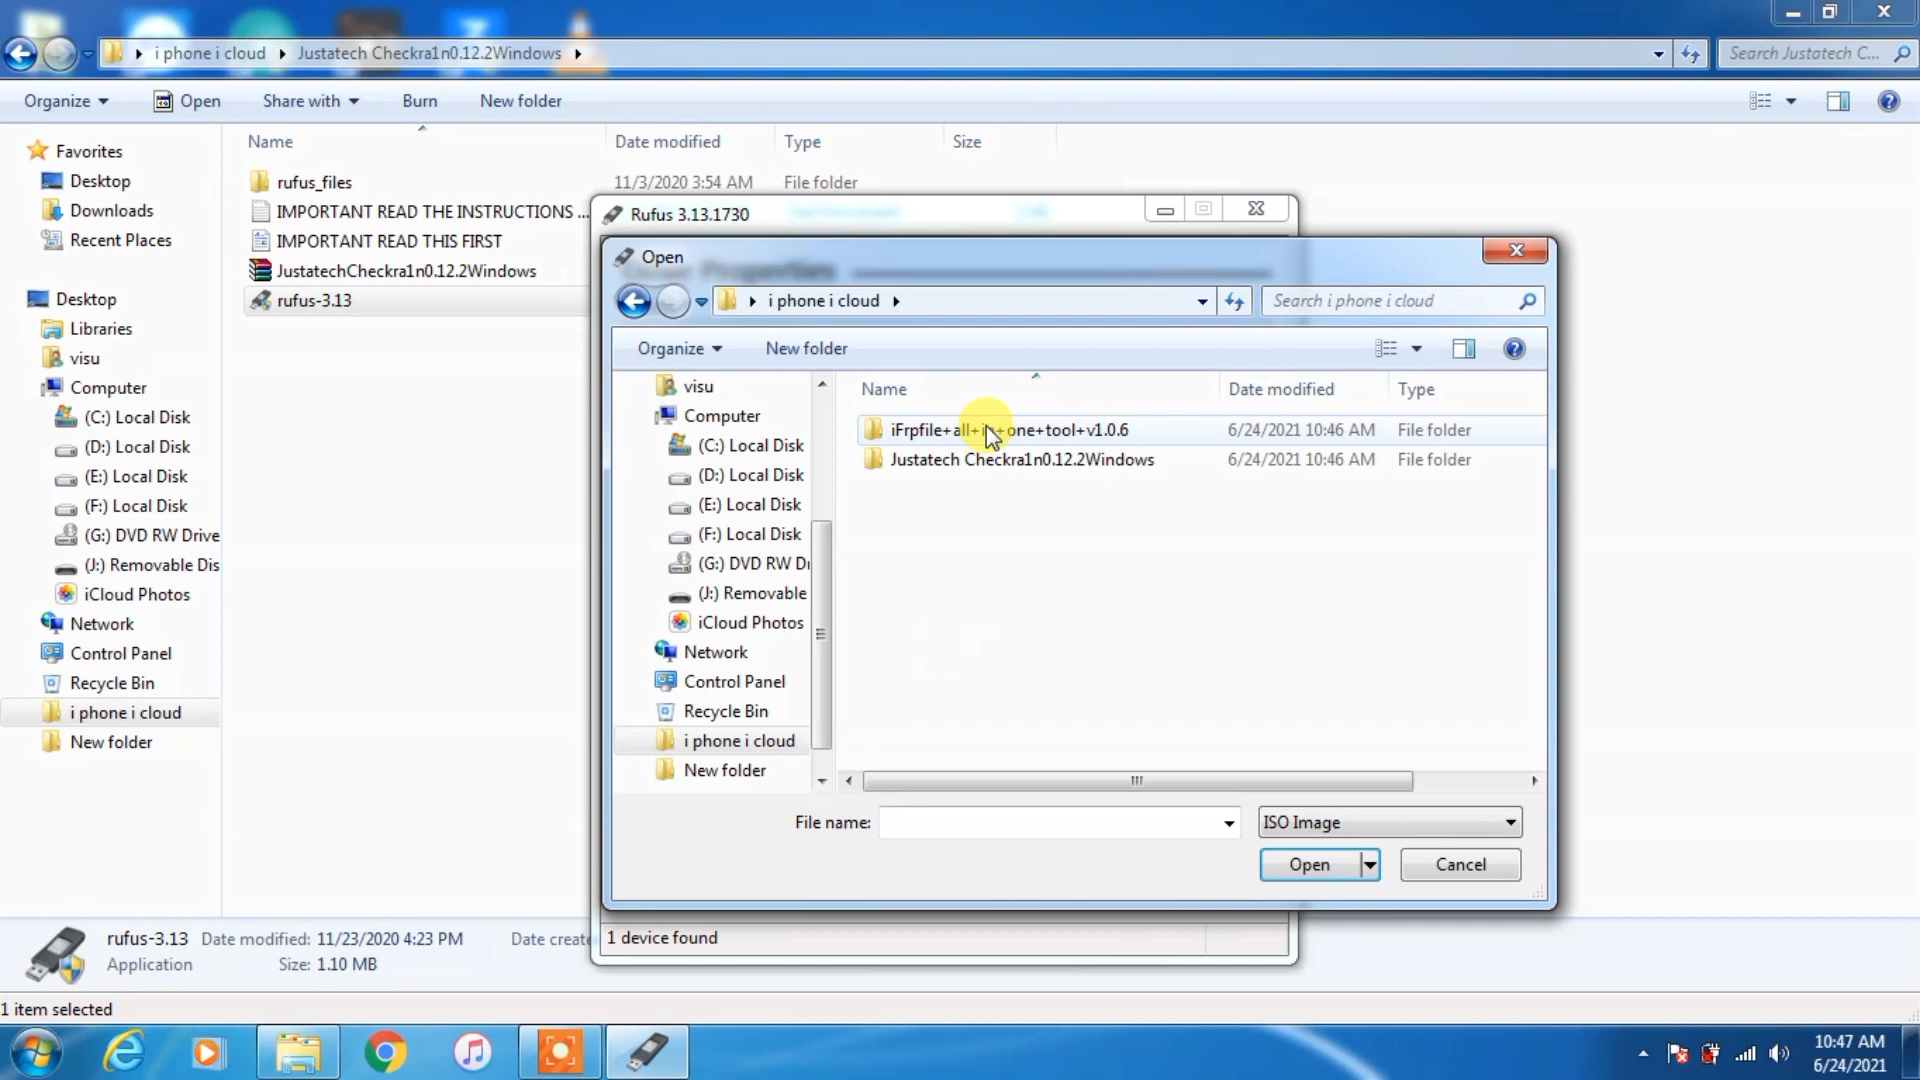 i phone i cloud
Justatech Checkra1n0.12.2Windows
Search Justatech C...
Organize
Open
Share with
Burn
New folder
Name
Date modified
Type
Size
Favorites
Desktop
Downloads
Recent Places
Desktop
Libraries
visu
Computer
(C:) Local Disk
(D:) Local Disk
(E:) Local Disk
(F:) Local Disk
(G:) DVD RW Drive
(J:) Removable Dis
iCloud Photos
Network
Control Panel
Recycle Bin
i phone i cloud
New folder
rufus_files
11/3/2020 3:54 AM
File folder
IMPORTANT READ THE INSTRUCTIONS ...
IMPORTANT READ THIS FIRST
JustatechCheckra1n0.12.2Windows
rufus-3.13
Rufus 3.13.1730
Open
i phone i cloud
Search i phone i cloud
Organize
New folder
visu
Computer
(C:) Local Disk
(D:) Local Disk
(E:) Local Disk
(F:) Local Disk
(G:) DVD RW Dr
(J:) Removable
iCloud Photos
Network
Control Panel
Recycle Bin
i phone i cloud
New folder
Name
Date modified
Type
iFrpfile+all+in+one+tool+v1.0.6
6/24/2021 10:46 AM
File folder
Justatech Checkra1n0.12.2Windows
6/24/2021 10:46 AM
File folder
File name:
ISO Image
Open
Cancel
1 device found
rufus-3.13
Date modified: 11/23/2020 4:23 PM
Date create
Application
Size: 1.10 MB
1 item selected
10:47 AM
6/24/2021